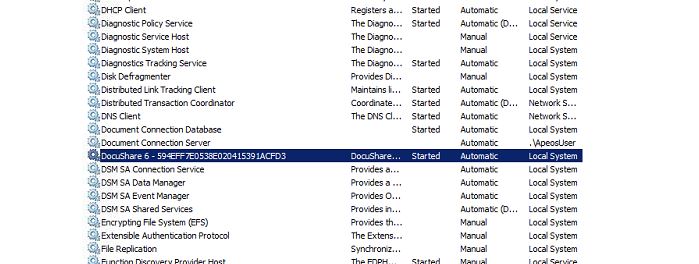 DHCP Client Registers a... Started Automatic Local Service
Diagnostic Policy Service The Diagno... Started Automatic (D... Local Service
Diagnostic Service Host The Diagno... Manual Local Service
Diagnostic System Host The Diagno... Manual Local System
Diagnostics Tracking Service The Diagno... Started Automatic Local System
Disk Defragmenter Provides Di... Manual Local System
Distributed Link Tracking Client Maintains li... Started Automatic Local System
Distributed Transaction Coordinator Coordinate... Started Automatic (D... Network S...
DNS Client The DNS Cl... Started Automatic Network S...
Document Connection Database Started Automatic Local System
Document Connection Server Automatic .\ApeosUser
DocuShare 6 - 594EFF7E0538E020415391ACFD3 DocuShare... Started Automatic Local System
DSM SA Connection Service Provides a... Automatic Local System
DSM SA Data Manager Provides a ... Automatic Local System
DSM SA Event Manager Provides O... Automatic Local System
DSM SA Shared Services Provides in... Automatic (D... Local System
Encrypting File System (EFS) Provides th... Manual Local System
Extensible Authentication Protocol The Extens... Manual Local System
File Replication Synchroniz... Manual Local System
Function Discovery Provider Host The FDPH... Started Manual Local Service